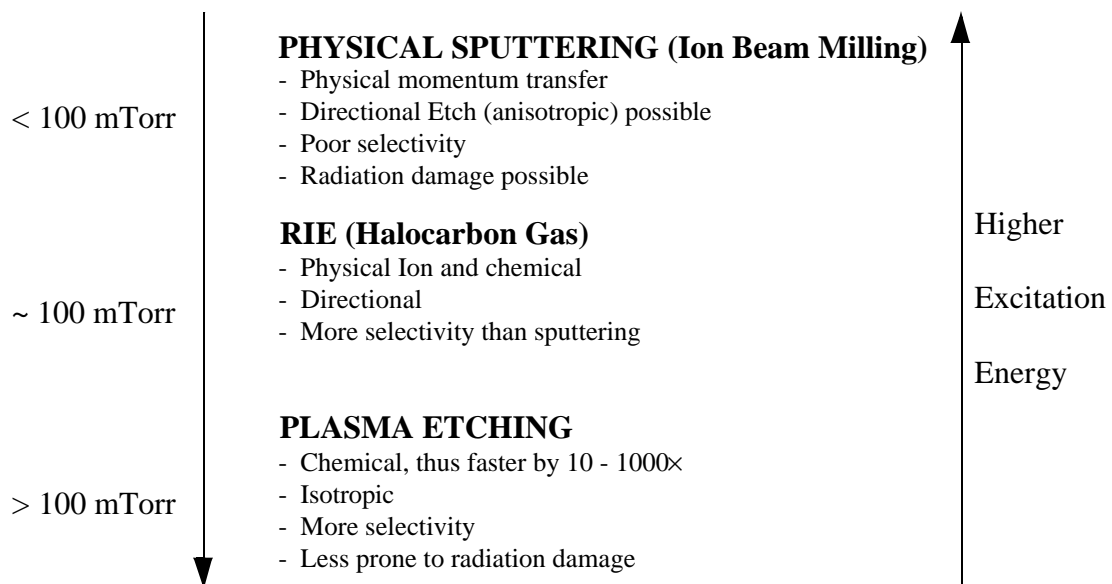 PHYSICAL SPUTTERING (Ion Beam Milling)
- Physical momentum transfer
< 100 mTorr
- Directional Etch (anisotropic) possible
- Poor selectivity
- Radiation damage possible
RIE (Halocarbon Gas)
- Physical Ion and chemical
~ 100 mTorr
- Directional
- More selectivity than sputtering
PLASMA ETCHING
- Chemical, thus faster by 10 - 1000×
> 100 mTorr
- Isotropic
- More selectivity
- Less prone to radiation damage
Higher
Excitation
Energy